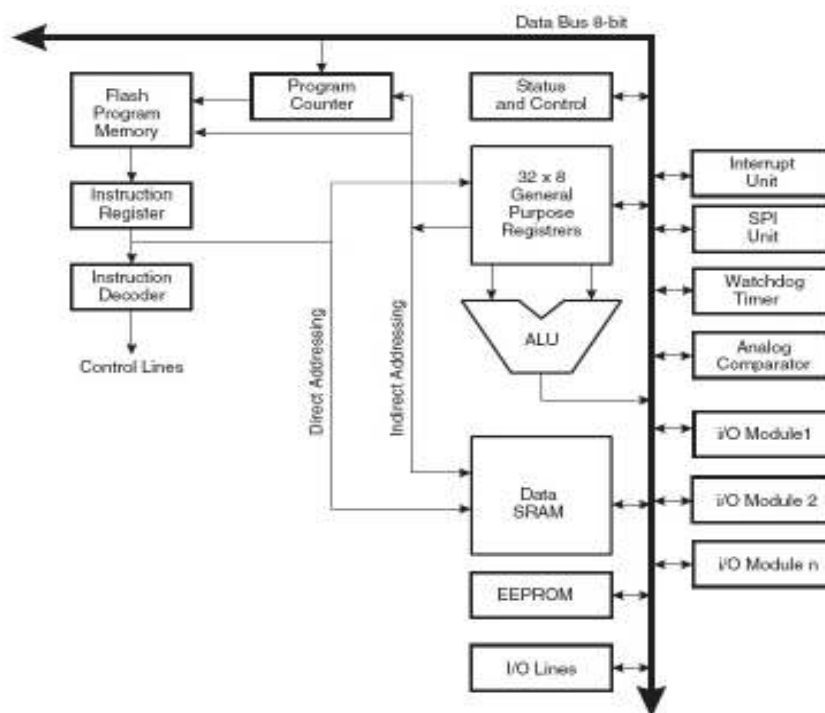 Data Bus 8-bit
Flash
Program
Memory
Program
Counter
Status
and Control
Interrupt
Unit
32 x 8
General
Purpose
Registrers
Instruction
Register
SPI
Unit
Instruction
Decoder
Watchdog
Timer
ALU
Analog
Comparator
Control Lines
Direct Addressing
Indirect Addressing
i/O Module1
Data
SRAM
i/O Module 2
i/O Module n
EEPROM
I/O Lines